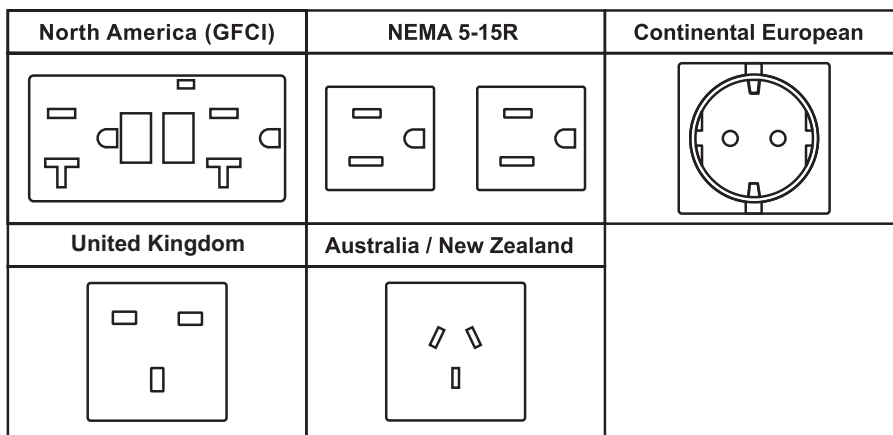 North America (GFCI)
NEMA 5-15R
Continental European
United Kingdom
Australia / New Zealand